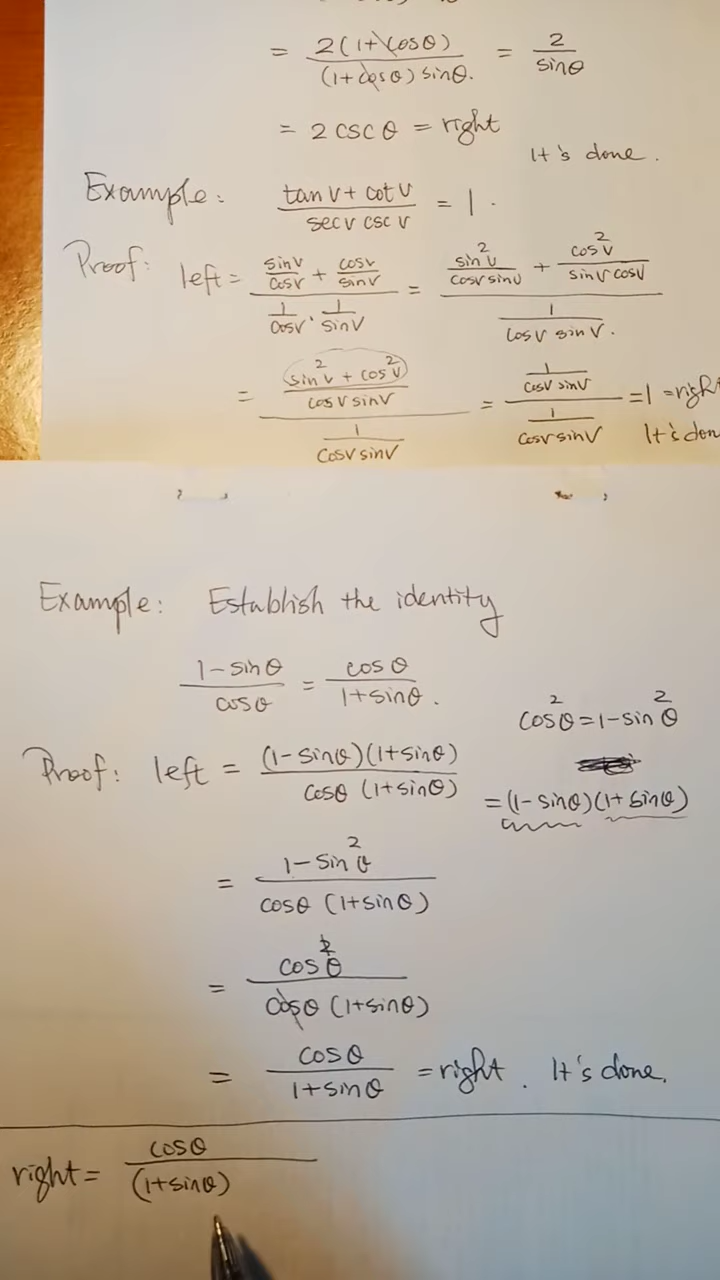 = 2(1+cosθ) / (1+cosθ) sinθ. = 2 / sinθ
= 2 csc θ = right
It's done.
Example: (tan v + cot v) / (sec v csc v) = 1.
Proof: left = (sin v / cos v + cos v / sin v) / (1 / cos v · 1 / sin v) = (sin²v / cos v sin v + cos²v / sin v cos v) / (1 / cos v sin v).
= ((sin²v + cos²v) / cos v sin v) / (1 / cos v sin v) = (1 / cos v sin v) / (1 / cos v sin v) = 1 = right
It's don
Example: Establish the identity
(1 - sinθ) / cosθ = cosθ / (1 + sinθ).
cos²θ = 1 - sin²θ
Proof: left = (1 - sinθ)(1 + sinθ) / cosθ (1 + sinθ)
= (1 - sinθ)(1 + sinθ)
= (1 - sin²θ) / cosθ (1 + sinθ)
= cos²θ / cosθ (1 + sinθ)
= cosθ / (1 + sinθ) = right. It's done.
right = cosθ / (1 + sinθ)